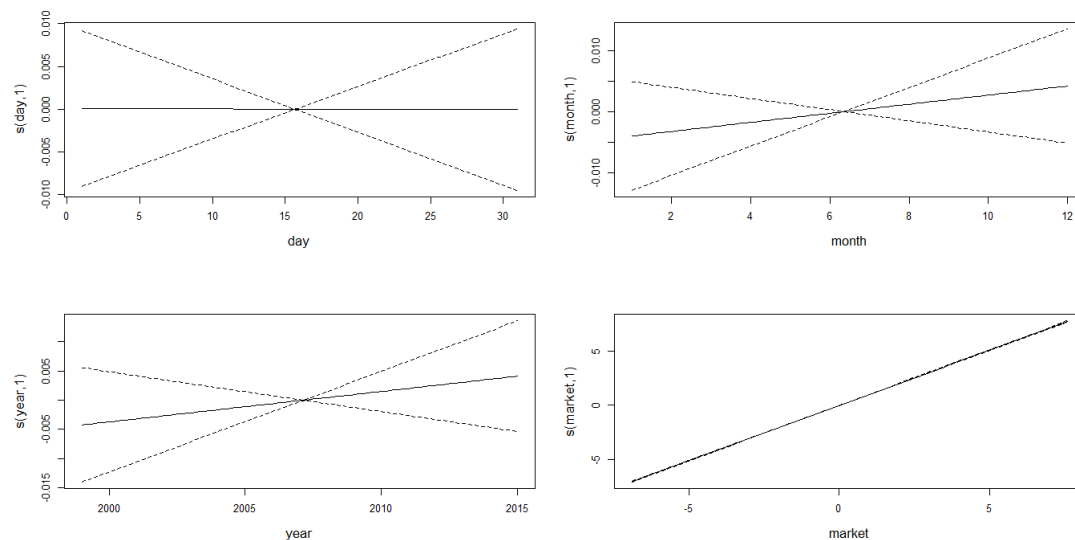 s(day,1)
0.010
0.005
0.000
-0.005
-0.010
0 5 10 15 20 25 30
day
s(month,1)
0.010
0.000
-0.010
2 4 6 8 10 12
month
s(year,1)
0.005
-0.005
-0.015
2000 2005 2010 2015
year
s(market,1)
5
0
-5
-5 0 5
market